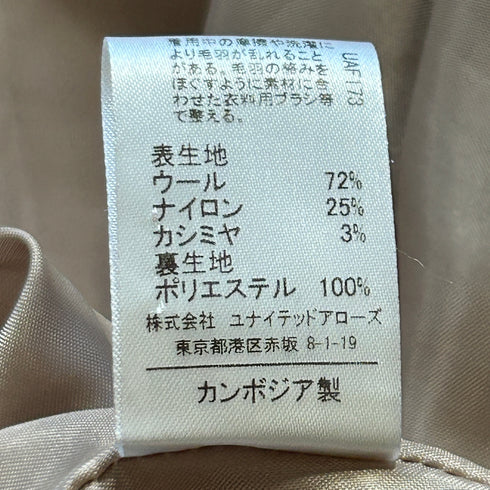 着用中の摩擦や洗濯に
より毛羽が乱れること
がある。毛羽の絡みを
ほぐすように素材に合
わせた衣料用ブラシ等
で整える。
UAF173
表生地
ウール 72%
ナイロン 25%
カシミヤ 3%
裏生地
ポリエステル 100%
株式会社 ユナイテッドアローズ
東京都港区赤坂 8-1-19
カンボジア製